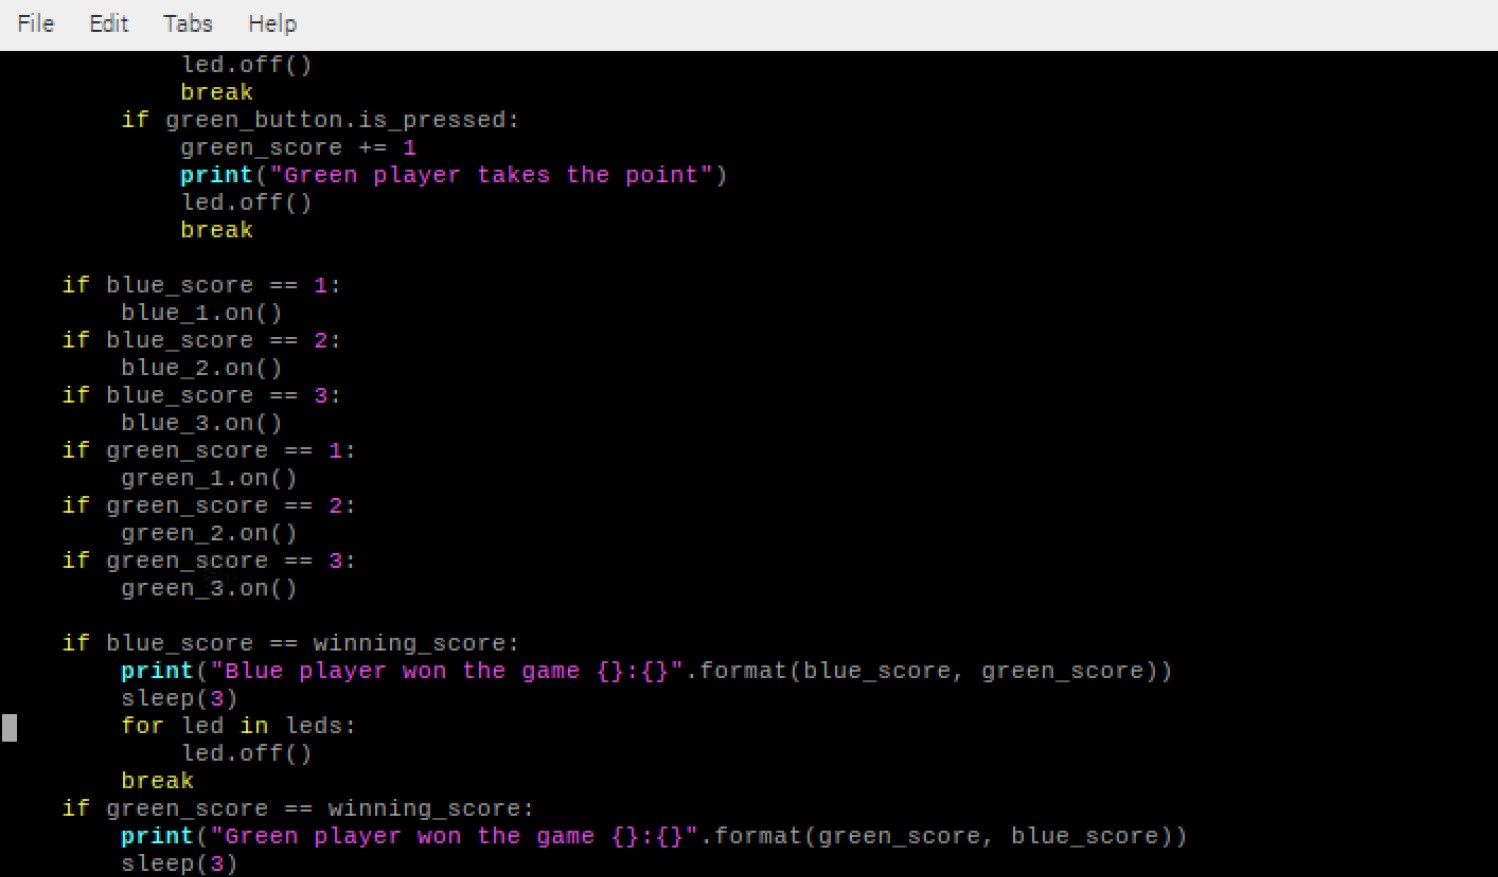 File Edit Tabs Help
            led.off()
            break
        if green_button.is_pressed:
            green_score += 1
            print("Green player takes the point")
            led.off()
            break

    if blue_score == 1:
        blue_1.on()
    if blue_score == 2:
        blue_2.on()
    if blue_score == 3:
        blue_3.on()
    if green_score == 1:
        green_1.on()
    if green_score == 2:
        green_2.on()
    if green_score == 3:
        green_3.on()

    if blue_score == winning_score:
        print("Blue player won the game {}:{}".format(blue_score, green_score))
        sleep(3)
        for led in leds:
            led.off()
        break
    if green_score == winning_score:
        print("Green player won the game {}:{}".format(green_score, blue_score))
        sleep(3)